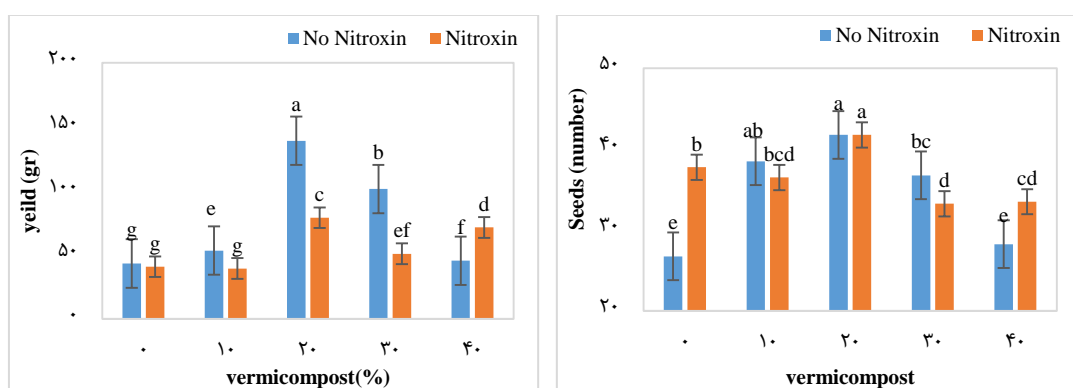 No Nitroxin Nitroxin
yeild (gr)
۲۰۰
۱۵۰
۱۰۰
۵۰
۰
g g e g a c b ef f d
۰ ۱۰ ۲۰ ۳۰ ۴۰
vermicompost(%)
No Nitroxin Nitroxin
Seeds (number)
۵۰
۴۰
۳۰
۲۰
e b ab bcd a a bc d e cd
۰ ۱۰ ۲۰ ۳۰ ۴۰
vermicompost